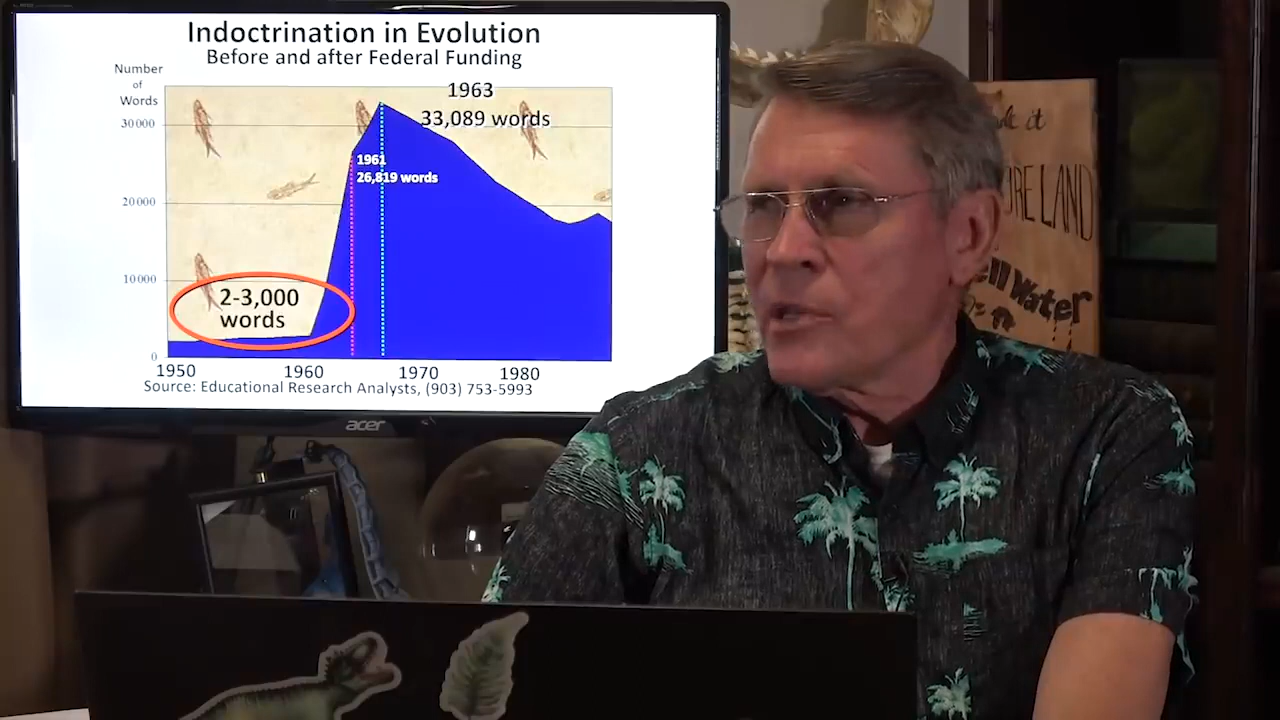 Indoctrination in Evolution
Before and after Federal Funding
Number
of
Words
1963
33,089 words
30000
1961
26,819 words
20000
10000
2-3,000
words
0
1950 1960 1970 1980
Source: Educational Research Analysts, (903) 753-5993
acer
it
LAND
Water